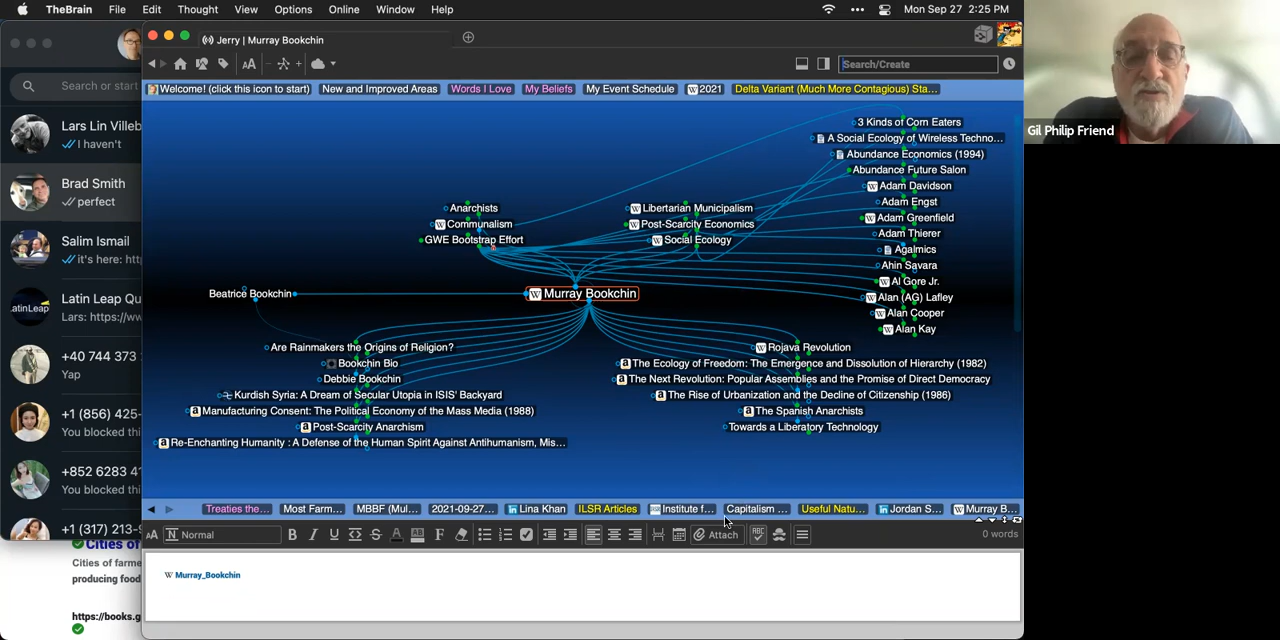 TheBrain File Edit Thought View Options Online Window Help Mon Sep 27 2:25 PM
Jerry | Murray Bookchin
Search/Create
Welcome! (click this icon to start) New and Improved Areas Words I Love My Beliefs My Event Schedule 2021 Delta Variant (Much More Contagious) Sta...
Search or start
Lars Lin Villeb
I haven't
Brad Smith
perfect
Salim Ismail
it's here: htt
Latin Leap Qu
Lars: https://ww
LatinLeap
+40 744 373
Yap
+1 (856) 425-
You blocked thi
+852 6283 41
You blocked thi
+1 (317) 213-9
Cities of
Cities of farme
producing food
https://books.g
3 Kinds of Corn Eaters
A Social Ecology of Wireless Techno...
Abundance Economics (1994)
Abundance Future Salon
Adam Davidson
Adam Engst
Adam Greenfield
Adam Thierer
Agalmics
Ahin Savara
Al Gore Jr.
Alan (AG) Lafley
Alan Cooper
Alan Kay
Anarchists
Communalism
GWE Bootstrap Effort
Libertarian Municipalism
Post-Scarcity Economics
Social Ecology
Beatrice Bookchin
Murray Bookchin
Are Rainmakers the Origins of Religion?
Bookchin Bio
Debbie Bookchin
Kurdish Syria: A Dream of Secular Utopia in ISIS' Backyard
Manufacturing Consent: The Political Economy of the Mass Media (1988)
Post-Scarcity Anarchism
Re-Enchanting Humanity : A Defense of the Human Spirit Against Antihumanism, Mis...
Rojava Revolution
The Ecology of Freedom: The Emergence and Dissolution of Hierarchy (1982)
The Next Revolution: Popular Assemblies and the Promise of Direct Democracy
The Rise of Urbanization and the Decline of Citizenship (1986)
The Spanish Anarchists
Towards a Liberatory Technology
Treaties the... Most Farm... MBBF (Mul... 2021-09-27... Lina Khan ILSR Articles Institute f... Capitalism ... Useful Natu... Jordan S... Murray B...
Normal B I U S A F Attach ABC 0 words
Murray_Bookchin
Gil Philip Friend